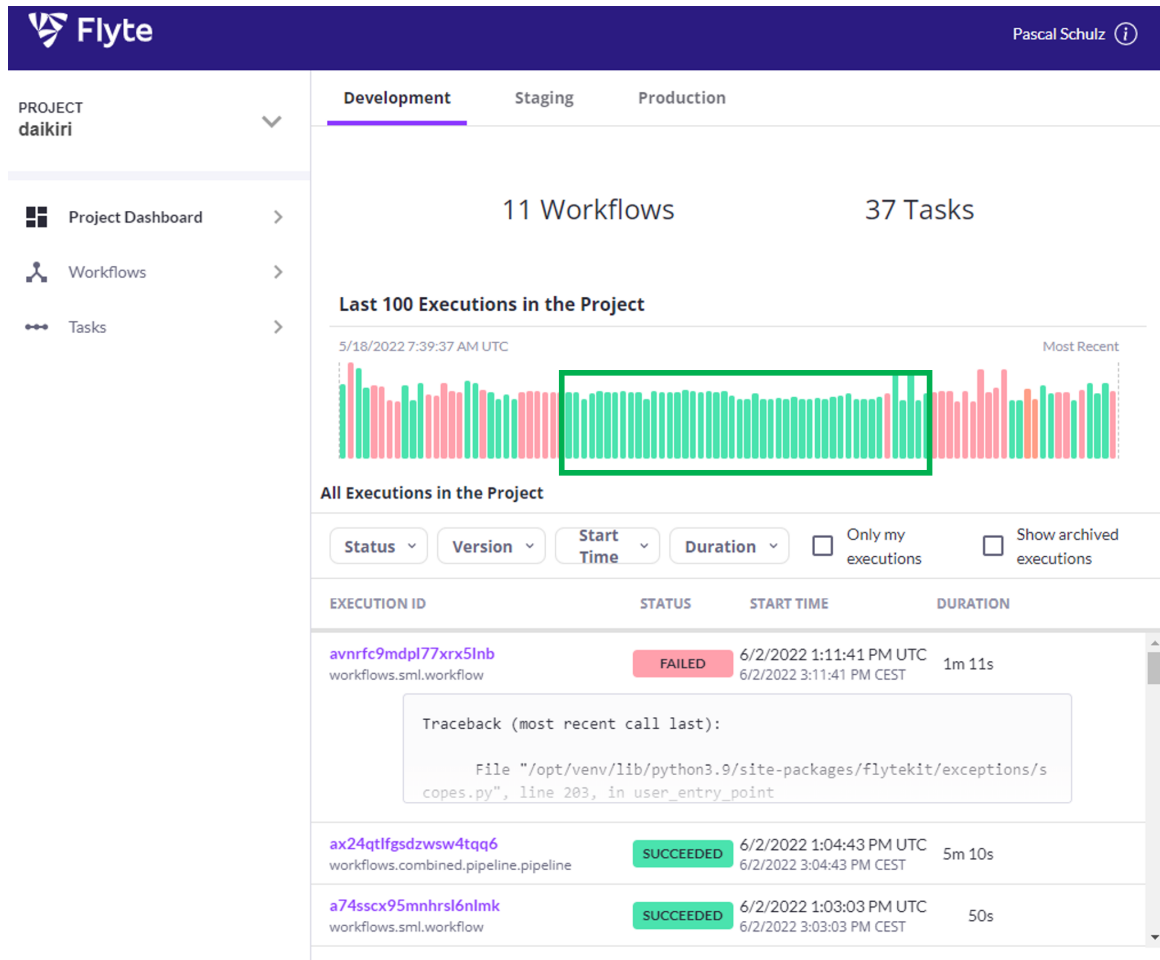 Flyte
Pascal Schulz
PROJECT
daikiri
Development Staging Production
Project Dashboard
Workflows
Tasks
11 Workflows 37 Tasks
Last 100 Executions in the Project
5/18/2022 7:39:37 AM UTC Most Recent
All Executions in the Project
Status Version Start Time Duration Only my executions Show archived executions
EXECUTION ID STATUS START TIME DURATION
avnrfc9mdpl77xrx5lnb FAILED 6/2/2022 1:11:41 PM UTC 1m 11s
workflows.sml.workflow 6/2/2022 3:11:41 PM CEST
Traceback (most recent call last):
File "/opt/venv/lib/python3.9/site-packages/flytekit/exceptions/s
copes.py", line 203, in user_entry_point
ax24qtlfgsdzwsw4tqq6 SUCCEEDED 6/2/2022 1:04:43 PM UTC 5m 10s
workflows.combined.pipeline.pipeline 6/2/2022 3:04:43 PM CEST
a74sscx95mnhrsl6nlmk SUCCEEDED 6/2/2022 1:03:03 PM UTC 50s
workflows.sml.workflow 6/2/2022 3:03:03 PM CEST